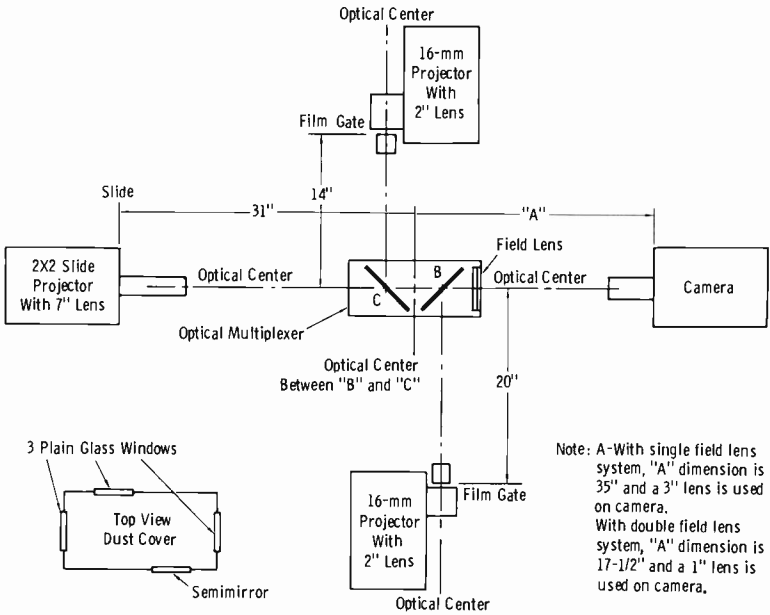 Optical Center
16-mm
Projector
With
2" Lens
Film Gate
14"
Slide
31"
"A"
Field Lens
2X2 Slide
Projector
With 7" Lens
Optical Center
C
B
Optical Center
Camera
Optical Multiplexer
Optical Center
Between "B" and "C"
20"
3 Plain Glass Windows
Top View
Dust Cover
Semimirror
16-mm
Projector
With
2" Lens
Film Gate
Optical Center
Note: A-With single field lens
system, "A" dimension is
35" and a 3" lens is used
on camera.
With double field lens
system, "A" dimension is
17-1/2" and a 1" lens is
used on camera.